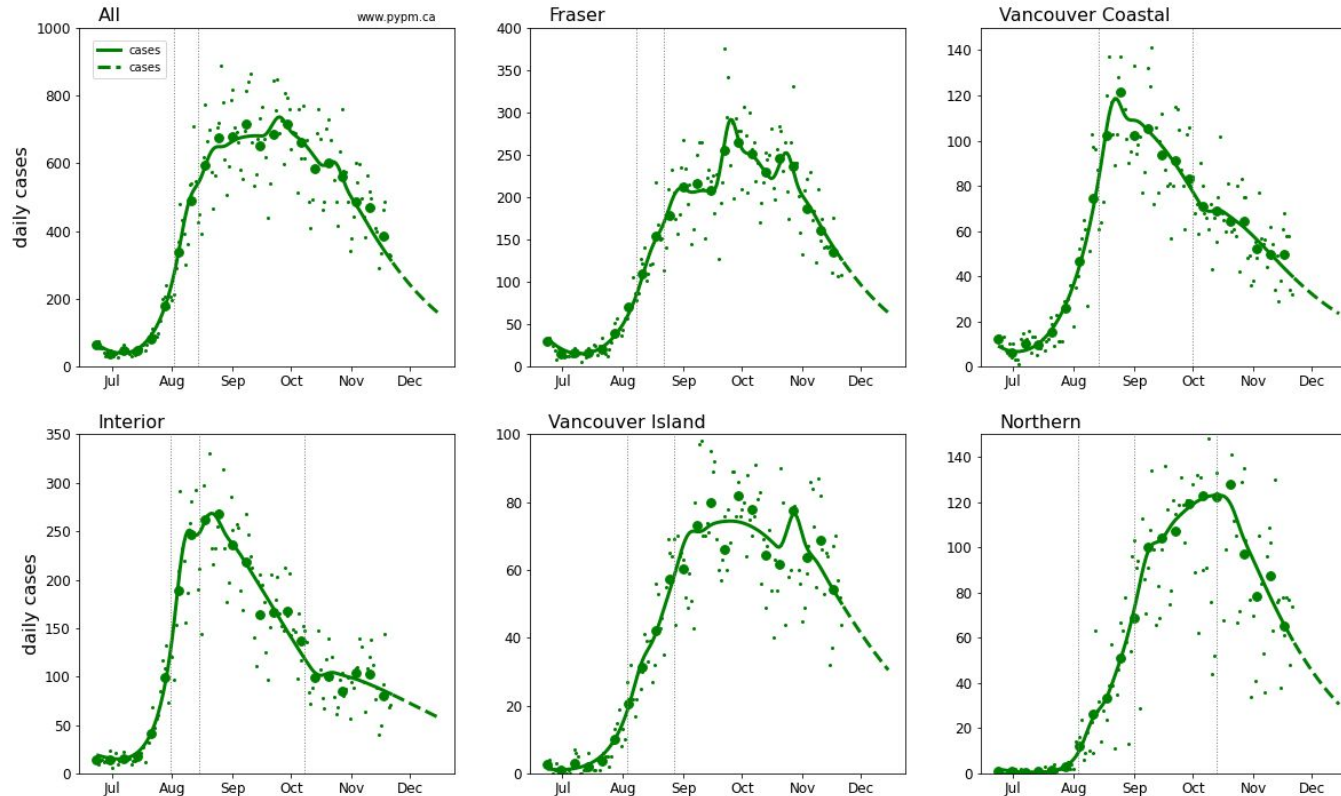 All www.pypm.ca
cases
cases
daily cases
1000
800
600
400
200
0
Jul Aug Sep Oct Nov Dec
Fraser
400
350
300
250
200
150
100
50
0
Jul Aug Sep Oct Nov Dec
Vancouver Coastal
140
120
100
80
60
40
20
0
Jul Aug Sep Oct Nov Dec
Interior
daily cases
350
300
250
200
150
100
50
0
Jul Aug Sep Oct Nov Dec
Vancouver Island
100
80
60
40
20
0
Jul Aug Sep Oct Nov Dec
Northern
140
120
100
80
60
40
20
0
Jul Aug Sep Oct Nov Dec